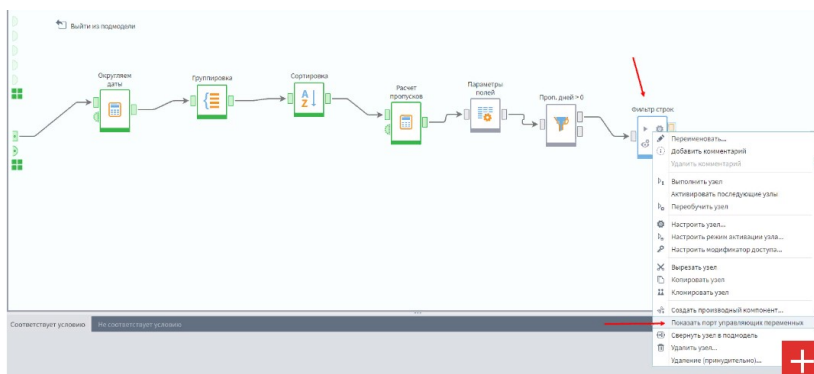 Выйти из подмодели
Округляем
даты
Группировка
Сортировка
Расчет
пропусков
Параметры
полей
Проп. дней > 0
Фильтр строк
Переименовать...
Добавить комментарий
Удалить комментарий
Выполнить узел
Активировать последующие узлы
Переобучить узел
Настроить узел...
Настроить режим активации узла...
Настроить модификатор доступа...
Вырезать узел
Копировать узел
Клонировать узел
Создать производный компонент...
Показать порт управляющих переменных
Свернуть узел в подмодель
Удалить узел...
Удаление (принудительно)...
Соответствует условию
Не соответствует условию